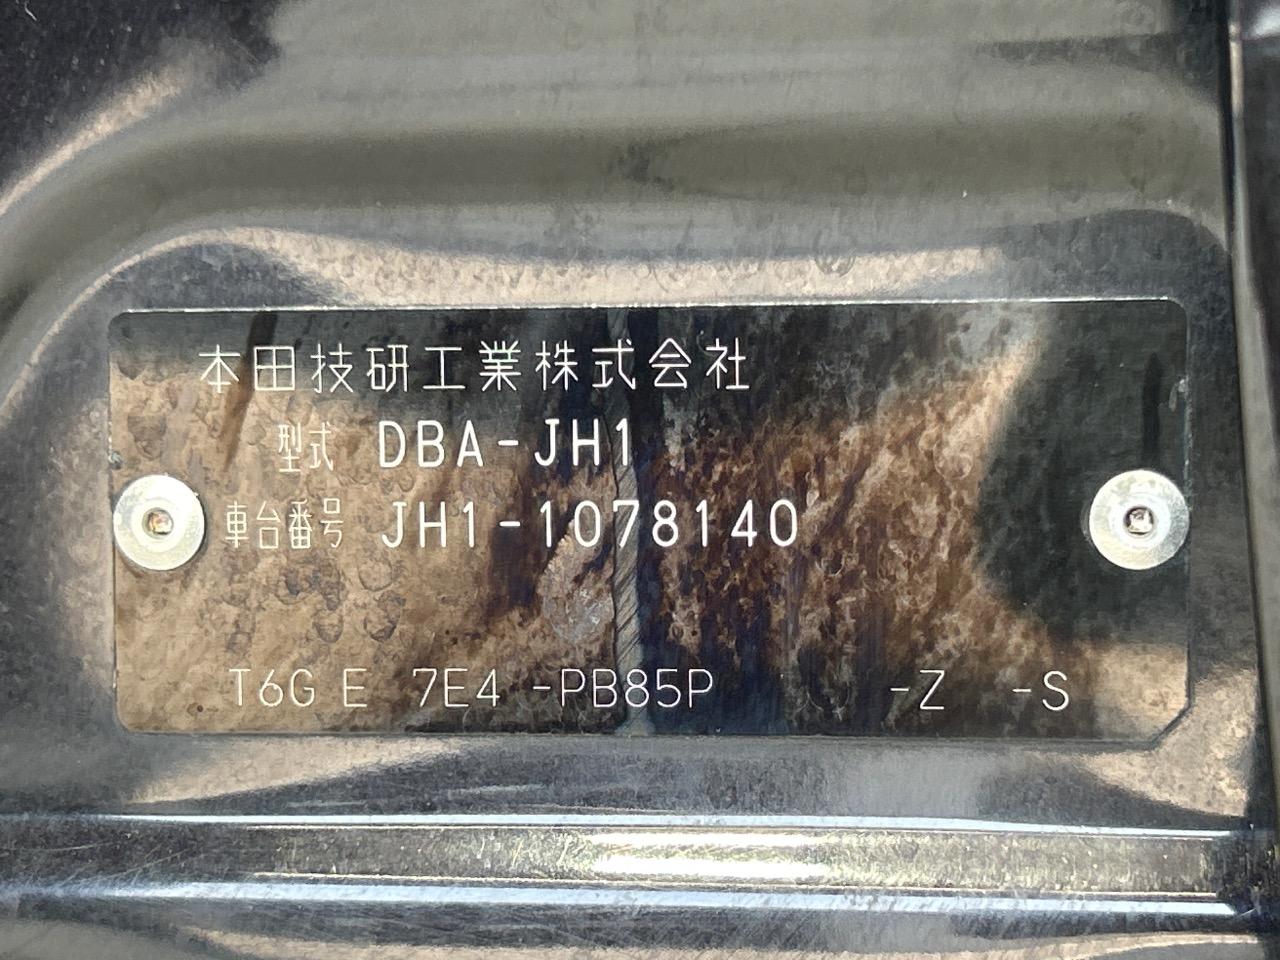 本田技研工業株式会社
型式 DBA-JH1
車台番号 JH1-1078140
T6G E 7E4 -PB85P -Z -S